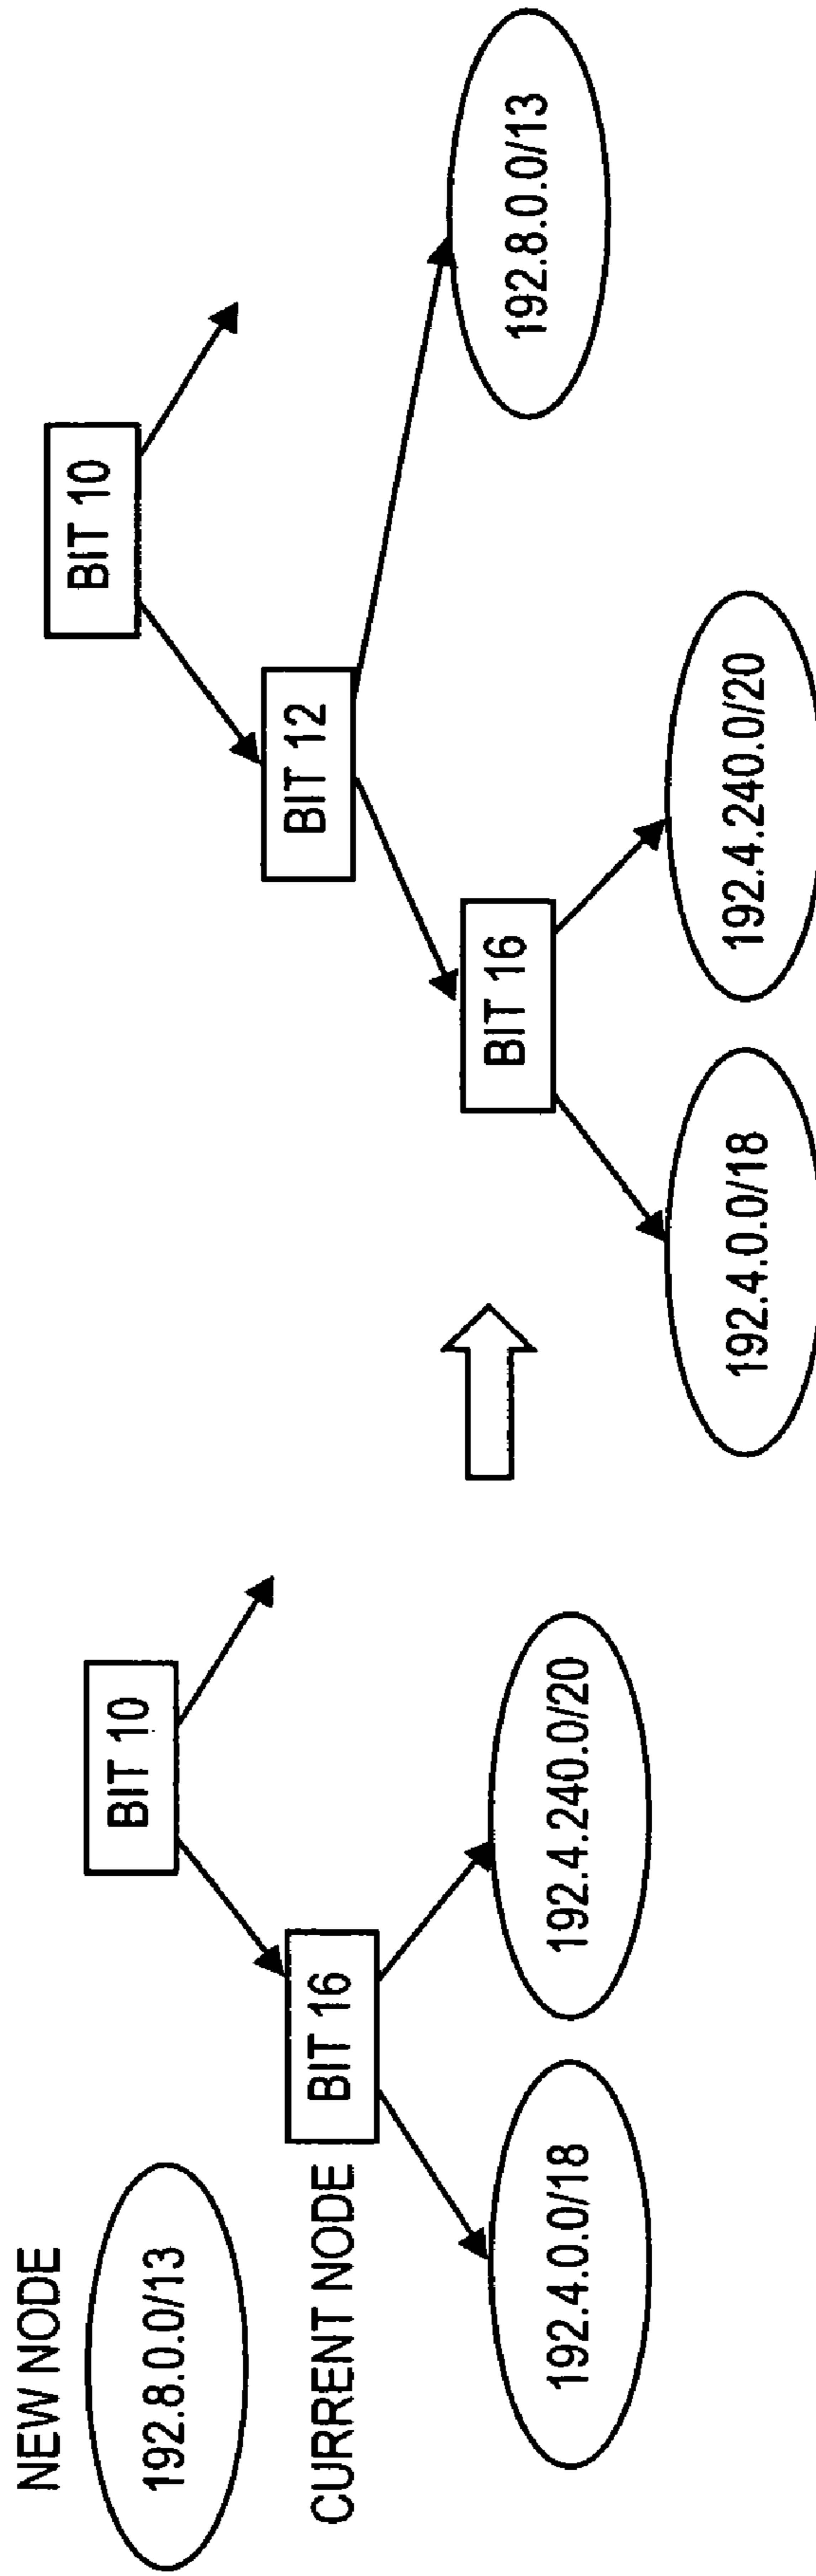 NEW NODE
192.8.0.0/13
CURRENT NODE
BIT 10
BIT 16
192.4.0.0/18
192.4.240.0/20
BIT 10
BIT 12
BIT 16
192.8.0.0/13
192.4.0.0/18
192.4.240.0/20